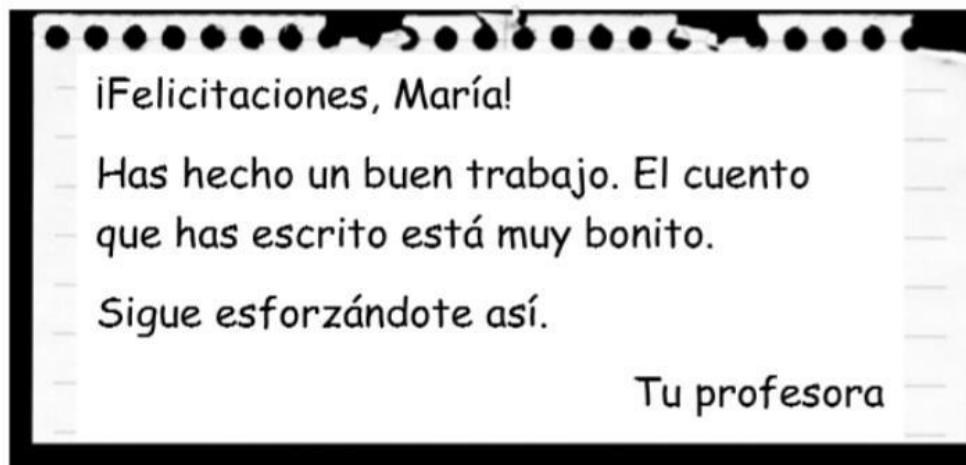 ¡Felicitaciones, María!
Has hecho un buen trabajo. El cuento
que has escrito está muy bonito.
Sigue esforzándote así.
Tu profesora